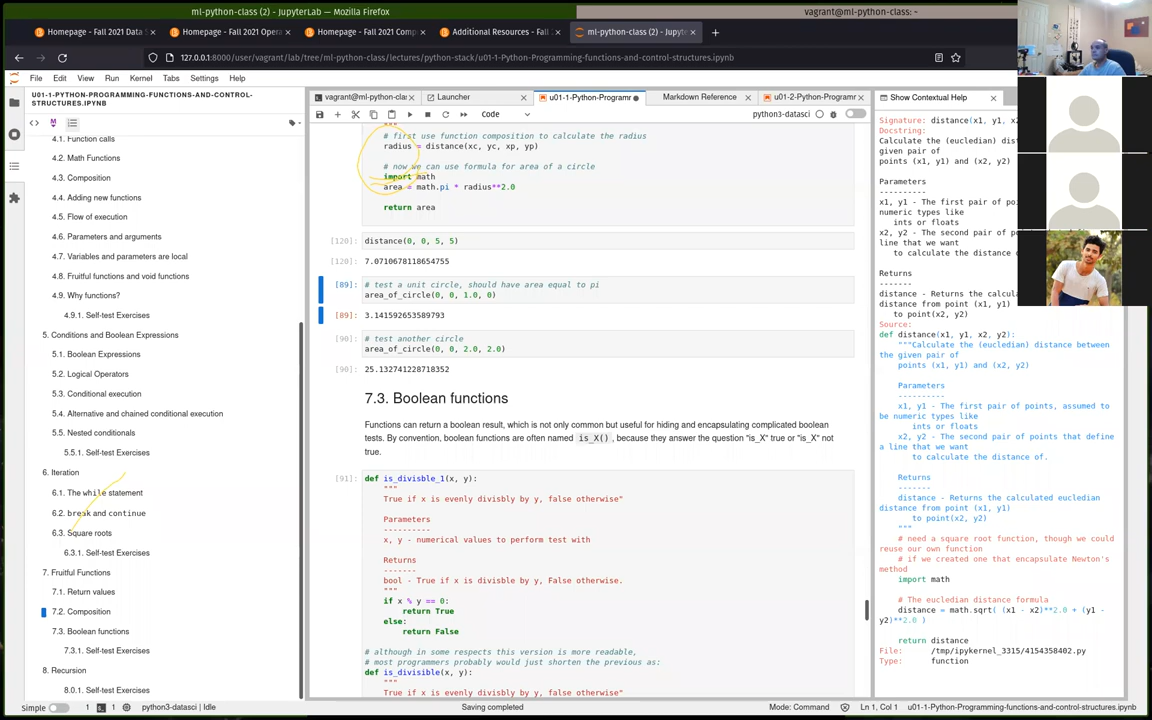 ml-python-class (2) - JupyterLab — Mozilla Firefox
vagrant@ml-python-class: ~
Homepage - Fall 2021 Data
Homepage - Fall 2021 Opera
Homepage - Fall 2021 Comp
Additional Resources - Fall
ml-python-class (2) - Jupyte
127.0.0.1:8000/user/vagrant/lab/tree/ml-python-class/lectures/python-stack/u01-1-Python-Programming-functions-and-control-structures.ipynb
File Edit View Run Kernel Tabs Settings Help
U01-1-PYTHON-PROGRAMMING-FUNCTIONS-AND-CONTROL-
STRUCTURES.IPYNB
4.1. Function calls
4.2. Math Functions
4.3. Composition
4.4. Adding new functions
4.5. Flow of execution
4.6. Parameters and arguments
4.7. Variables and parameters are local
4.8. Fruitful functions and void functions
4.9. Why functions?
4.9.1. Self-test Exercises
5. Conditions and Boolean Expressions
5.1. Boolean Expressions
5.2. Logical Operators
5.3. Conditional execution
5.4. Alternative and chained conditional execution
5.5. Nested conditionals
5.5.1. Self-test Exercises
6. Iteration
6.1. The while statement
6.2. break and continue
6.3. Square roots
6.3.1. Self-test Exercises
7. Fruitful Functions
7.1. Return values
7.2. Composition
7.3. Boolean functions
7.3.1. Self-test Exercises
8. Recursion
8.0.1. Self-test Exercises
vagrant@ml-python-cla
Launcher
u01-1-Python-Programr
Markdown Reference
u01-2-Python-Programr
Code
python3-datasci
"""
# first use function composition to calculate the radius
radius = distance(xc, yc, xp, yp)
# now we can use formula for area of a circle
import math
area = math.pi * radius**2.0
return area
[120]: distance(0, 0, 5, 5)
[120]: 7.0710678118654755
[89]: # test a unit circle, should have area equal to pi
area_of_circle(0, 0, 1.0, 0)
[89]: 3.141592653589793
[90]: # test another circle
area_of_circle(0, 0, 2.0, 2.0)
[90]: 25.132741228718352
7.3. Boolean functions
Functions can return a boolean result, which is not only common but useful for hiding and encapsulating complicated boolean
tests. By convention, boolean functions are often named is_X() , because they answer the question "is_X" true or "is_X" not
true.
[91]: def is_divisble_1(x, y):
"""
True if x is evenly divisbly by y, false otherwise"
Parameters
----------
x, y - numerical values to perform test with
Returns
-------
bool - True if x is divisble by y, False otherwise.
"""
if x % y == 0:
return True
else:
return False
# although in some respects this version is more readable,
# most programmers probably would just shorten the previous as:
def is_divisible(x, y):
"""
True if x is evenly divisbly by y, false otherwise"
Show Contextual Help
Signature: distance(x1, y1, x2
Docstring:
Calculate the (eucledian) dista
given pair of
points (x1, y1) and (x2, y2)
Parameters
----------
x1, y1 - The first pair of poi
numeric types like
ints or floats
x2, y2 - The second pair of po
line that we want
to calculate the distance o
Returns
-------
distance - Returns the calcula
distance from point (x1, y1)
to point(x2, y2)
Source:
def distance(x1, y1, x2, y2):
"""Calculate the (eucledian) distance between
the given pair of
points (x1, y1) and (x2, y2)
Parameters
----------
x1, y1 - The first pair of points, assumed to
be numeric types like
ints or floats
x2, y2 - The second pair of points that define
a line that we want
to calculate the distance of.
Returns
-------
distance - Returns the calculated eucledian
distance from point (x1, y1)
to point(x2, y2)
"""
# need a square root function, though we could
reuse our own function
# if we created one that encapsulate Newton's
method
import math
# The eucledian distance formula
distance = math.sqrt( (x1 - x2)**2.0 + (y1 -
y2)**2.0 )
return distance
File: /tmp/ipykernel_3315/4154358402.py
Type: function
Simple
1
1
python3-datasci | Idle
Saving completed
Mode: Command
Ln 1, Col 1
u01-1-Python-Programming-functions-and-control-structures.ipynb